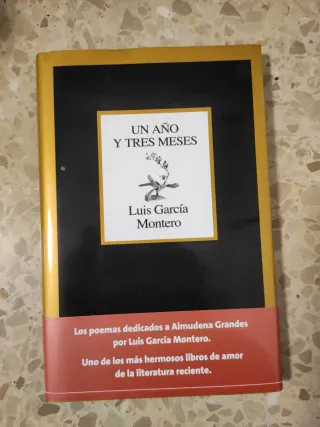 UN AÑO
Y TRES MESES
Luis García
Montero
Los poemas dedicados a Almudena Grandes
por Luis García Montero.
Uno de los más hermosos libros de amor
de la literatura reciente.